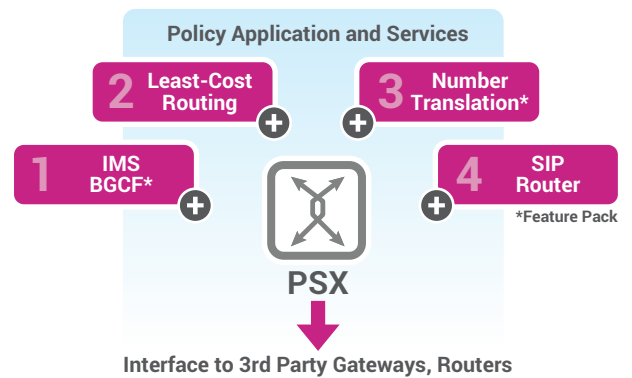 Policy Application and Services
2 Least-Cost
Routing
+
3 Number
Translation*
+
1 IMS
BGCF*
+
4 SIP
Router
+
*Feature Pack
PSX
Interface to 3rd Party Gateways, Routers